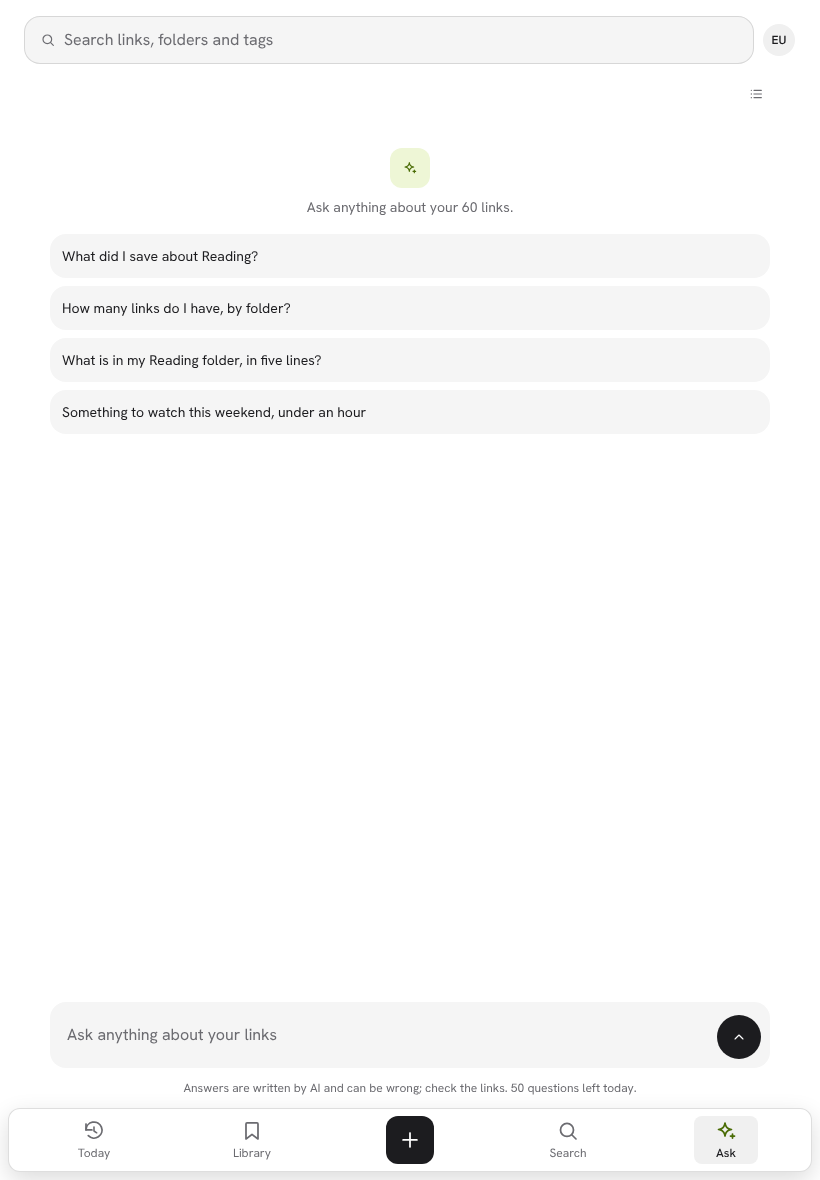 Search links, folders and tags
EU
Ask anything about your 60 links.
What did I save about Reading?
How many links do I have, by folder?
What is in my Reading folder, in five lines?
Something to watch this weekend, under an hour
Ask anything about your links
Answers are written by AI and can be wrong; check the links. 50 questions left today.
Today
Library
Search
Ask